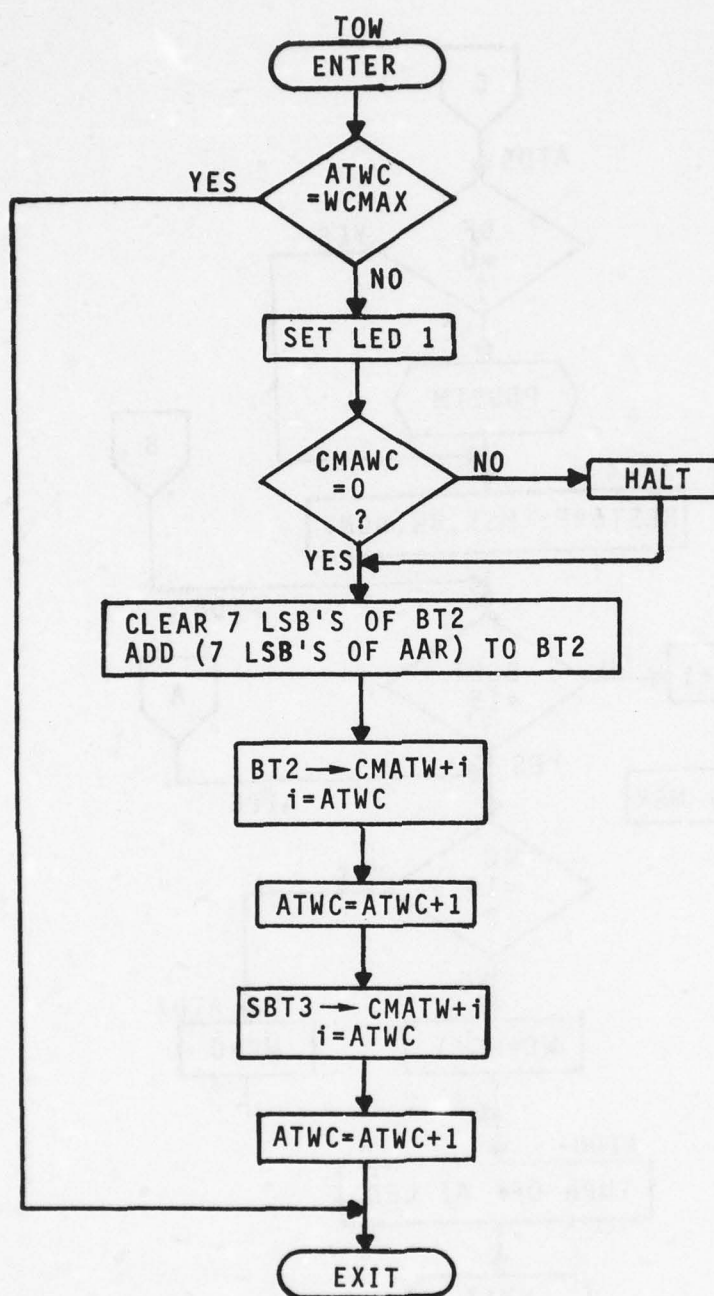 TOW
ENTER
ATWC
=WCMAX
YES
NO
SET LED 1
CMAWC
=0
?
NO
HALT
YES
CLEAR 7 LSB'S OF BT2
ADD (7 LSB'S OF AAR) TO BT2
BT2 → CMATW+i
i=ATWC
ATWC=ATWC+1
SBT3 → CMATW+i
i=ATWC
ATWC=ATWC+1
EXIT